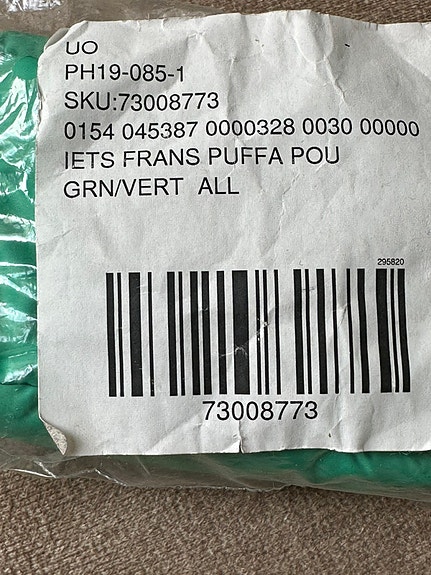 UO
PH19-085-1
SKU:73008773
0154 045387 0000328 0030 00000
IETS FRANS PUFFA POU
GRN/VERT ALL
295820
73008773